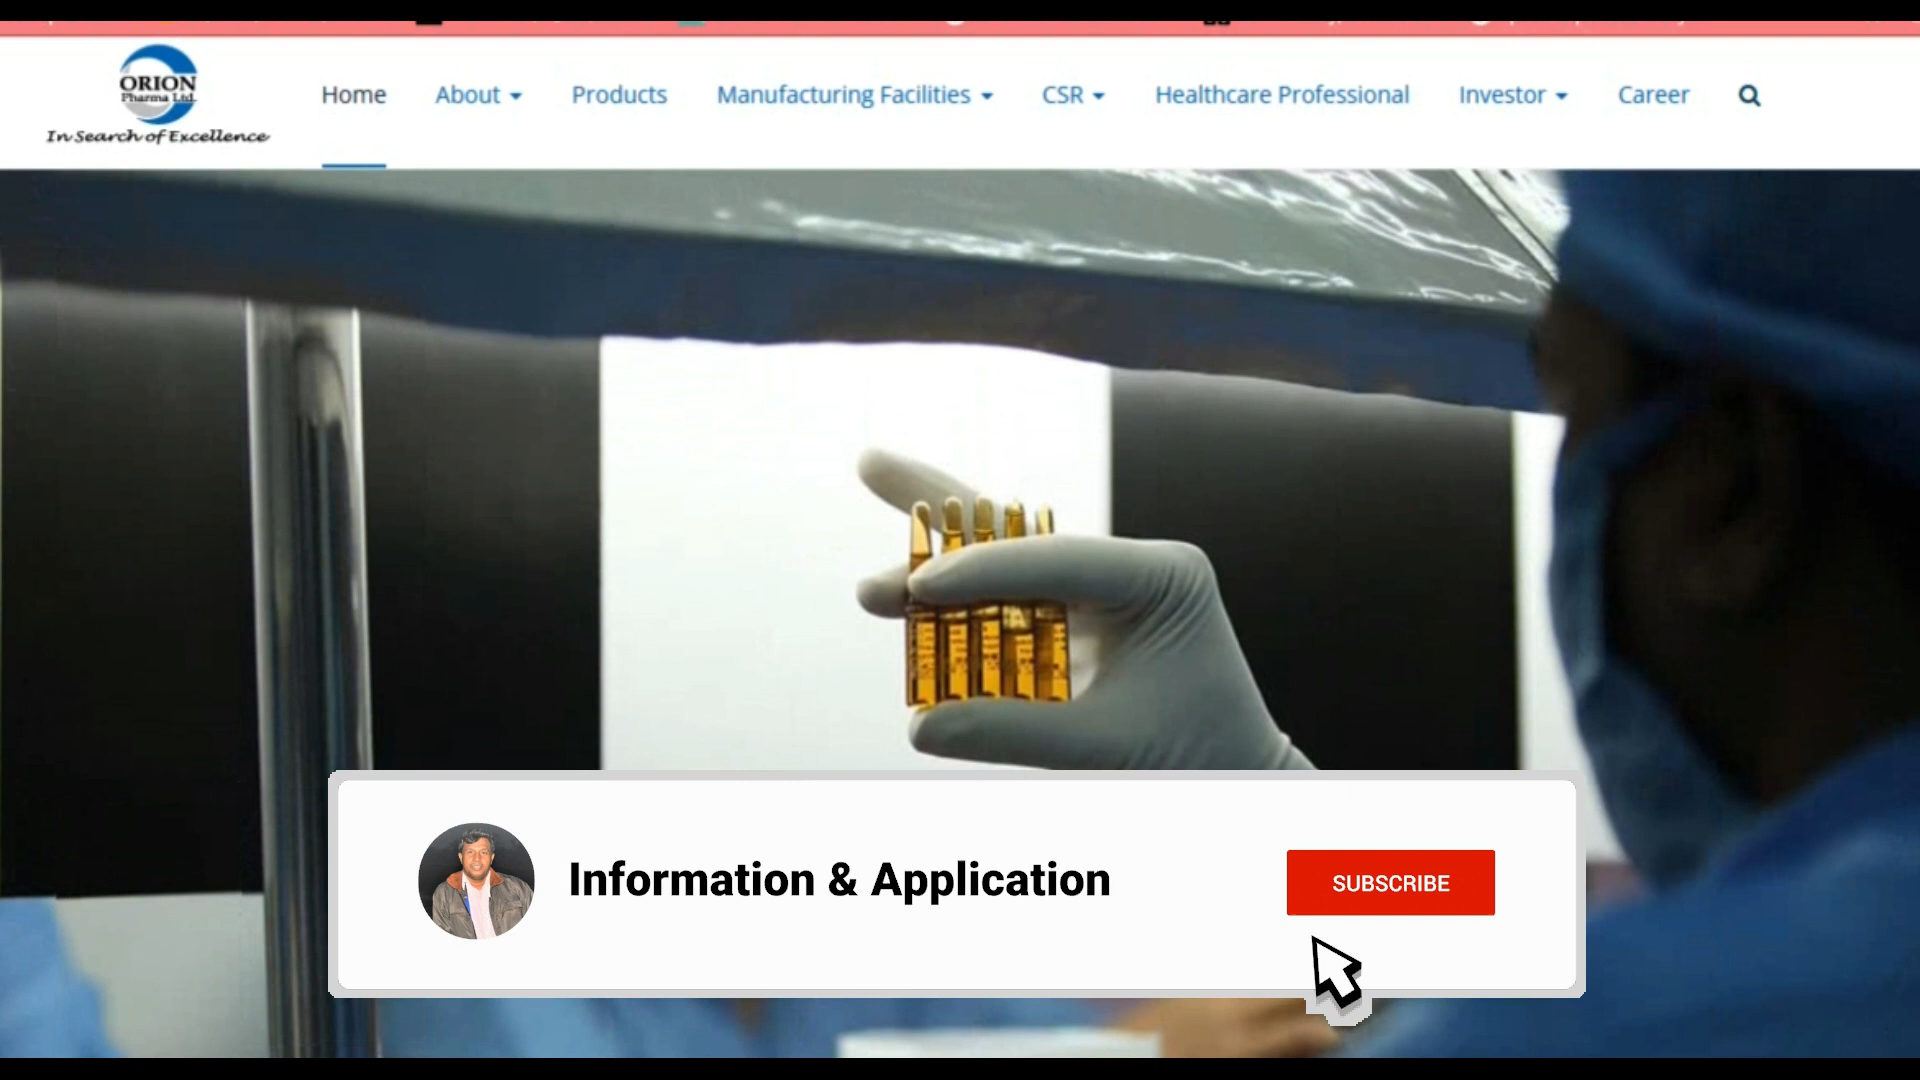 ORION
Pharma Ltd.
In Search of Excellence
Home
About
Products
Manufacturing Facilities
CSR
Healthcare Professional
Investor
Career
Information & Application
SUBSCRIBE